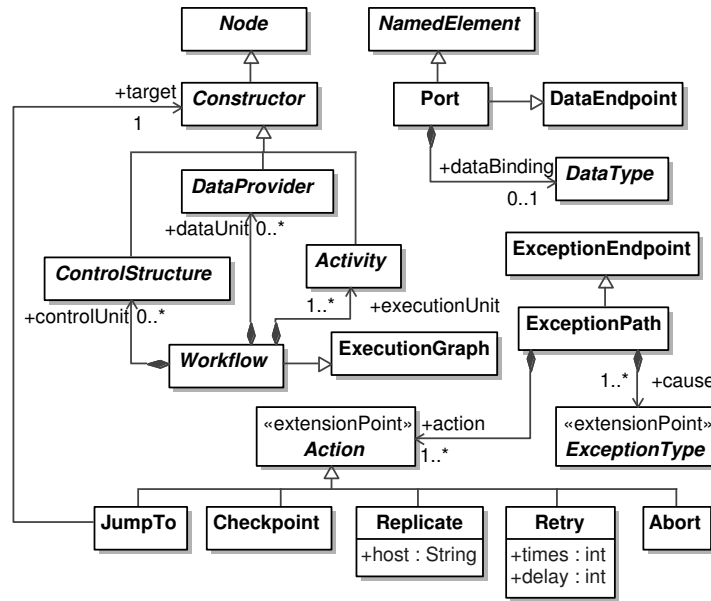 Node
NamedElement
+target
1
Constructor
Port
DataEndpoint
+dataBinding
0..1
DataType
DataProvider
+dataUnit 0..*
ExceptionEndpoint
ControlStructure
Activity
+controlUnit 0..*
1..*
+executionUnit
ExceptionPath
Workflow
ExecutionGraph
1..*
+cause
«extensionPoint»
Action
+action
1..*
«extensionPoint»
ExceptionType
JumpTo
Checkpoint
Replicate
+host : String
Retry
+times : int
+delay : int
Abort